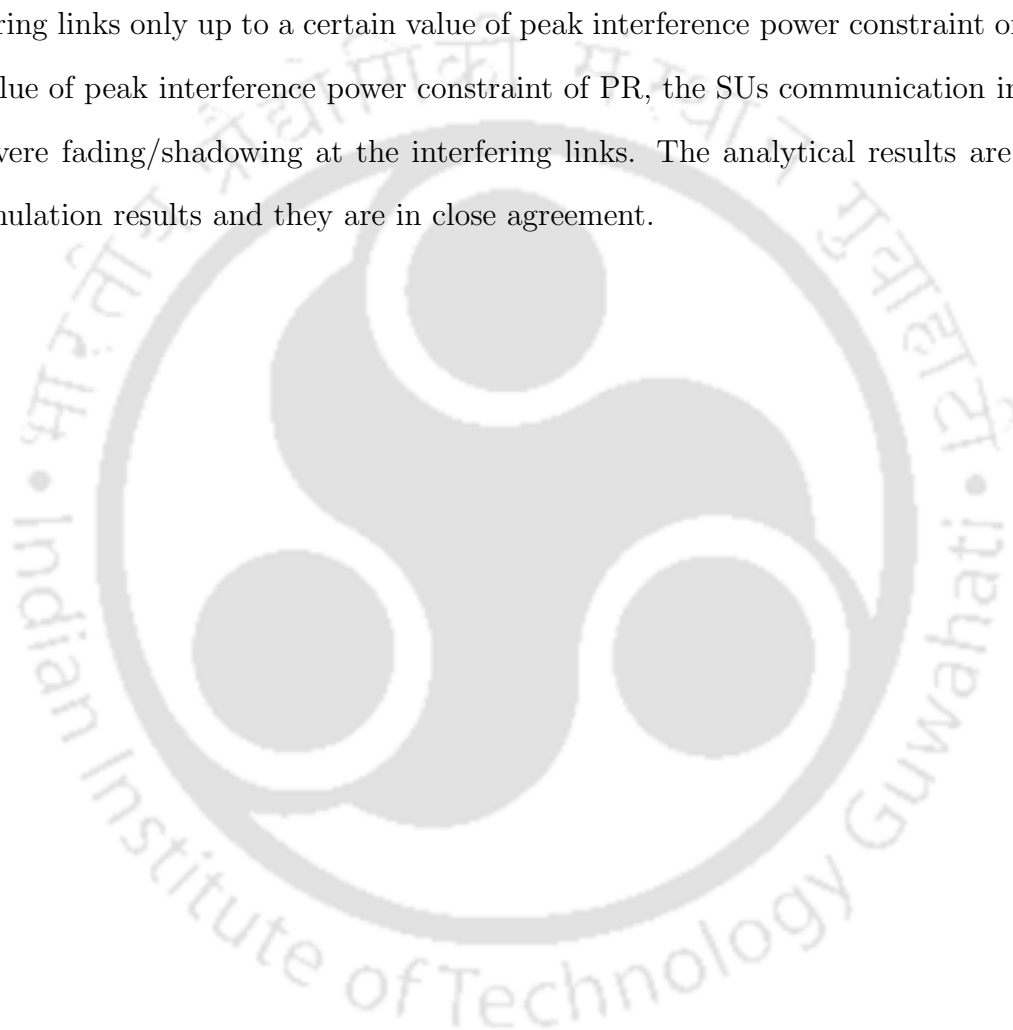 ring links only up to a certain value of peak interference power constraint o
lue of peak interference power constraint of PR, the SUs communication in
vere fading/shadowing at the interfering links. The analytical results are
nulation results and they are in close agreement.
भारतीय प्रौद्योगिकी संस्थान गुवाहाटी
• Indian Institute of Technology Guwahati •